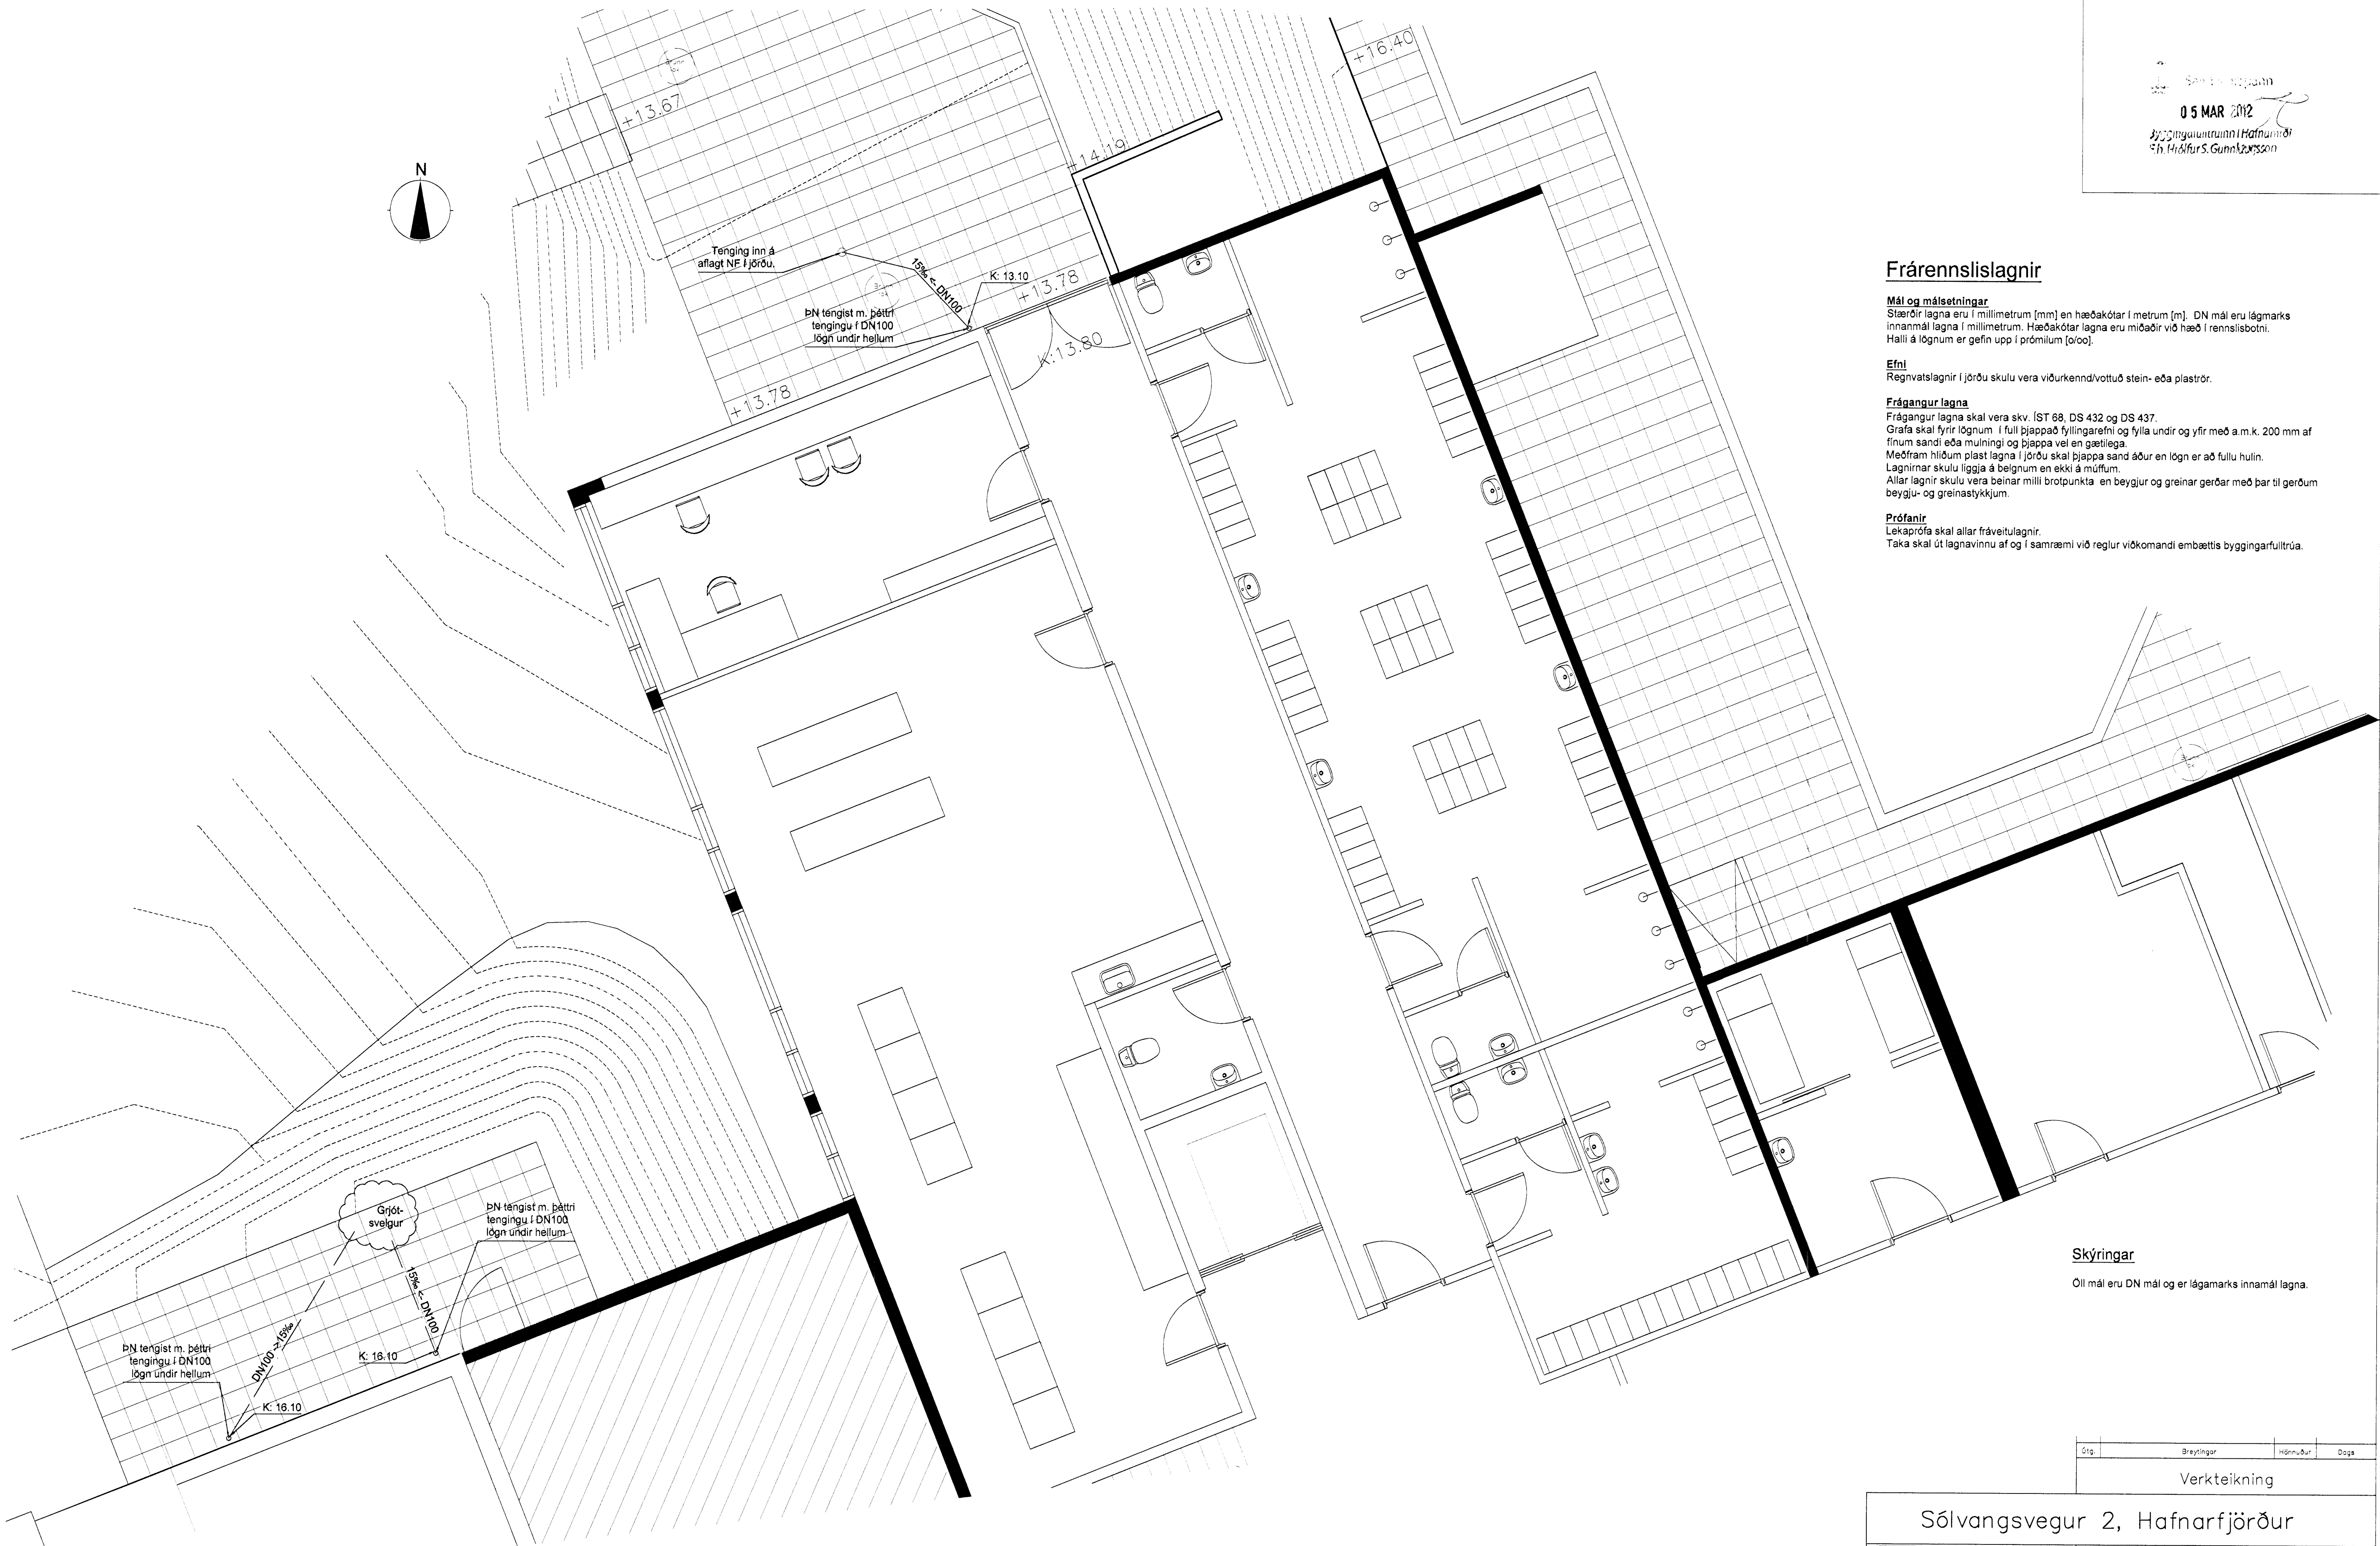 +16.40
+13.67
+14.19
N
Tenging inn á
aflagt NF í jörðu.
15‰ <- DN100
K: 13.10
+13.78
ÞN tengist m. þéttri
tengingu í DN100
lögn undir hellum
K:13.80
+13.78
05 MAR 2012
Frárennslislagnir
Mál og málsetningar
Stærðir lagna eru í millimetrum [mm] en hæðakótar í metrum [m]. DN mál eru lágmarks
innanmál lagna í millimetrum. Hæðakótar lagna eru miðaðir við hæð í rennslisbotni.
Halli á lögnum er gefin upp í prómilum [o/oo].
Efni
Regnvatslagnir í jörðu skulu vera viðurkennd/vottuð stein- eða plaströr.
Frágangur lagna
Frágangur lagna skal vera skv. ÍST 68, DS 432 og DS 437.
Grafa skal fyrir lögnum í full þjappað fyllingarefni og fylla undir og yfir með a.m.k. 200 mm af
fínum sandi eða mulningi og þjappa vel en gætilega.
Meðfram hliðum plast lagna í jörðu skal þjappa sand áður en lögn er að fullu hulin.
Lagnirnar skulu liggja á belgnum en ekki á múffum.
Allar lagnir skulu vera beinar milli brotpunkta en beygjur og greinar gerðar með þar til gerðum
beygju- og greinastykkjum.
Prófanir
Lekaprófa skal allar fráveitulagnir.
Taka skal út lagnavinnu af og í samræmi við reglur viðkomandi embættis byggingarfulltrúa.
Grjót-
svelgur
ÞN tengist m. þéttri
tengingu í DN100
lögn undir hellum
15‰ <- DN100
K: 16.10
DN100 -> 15‰
ÞN tengist m. þéttri
tengingu í DN100
lögn undir hellum
K: 16.10
Skýringar
Öll mál eru DN mál og er lágamarks innamál lagna.
Útg. Breytingar Hönnuður Dags
Verkteikning
Sólvangsvegur 2, Hafnarfjörður